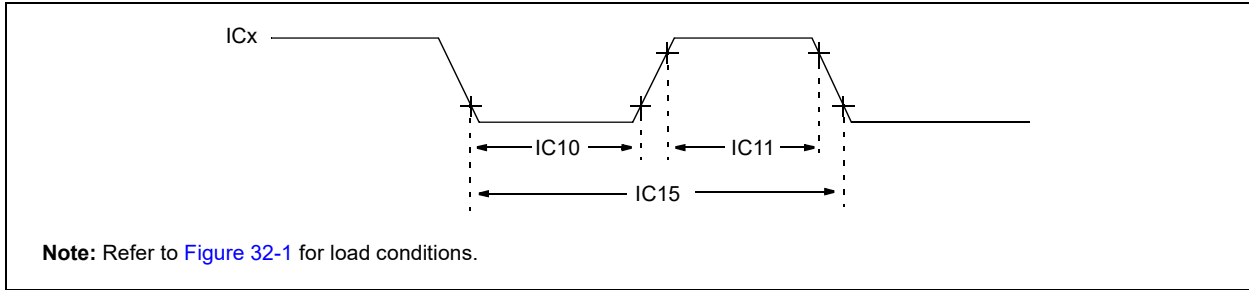 ICx
IC10
IC11
IC15
Note: Refer to Figure 32-1 for load conditions.